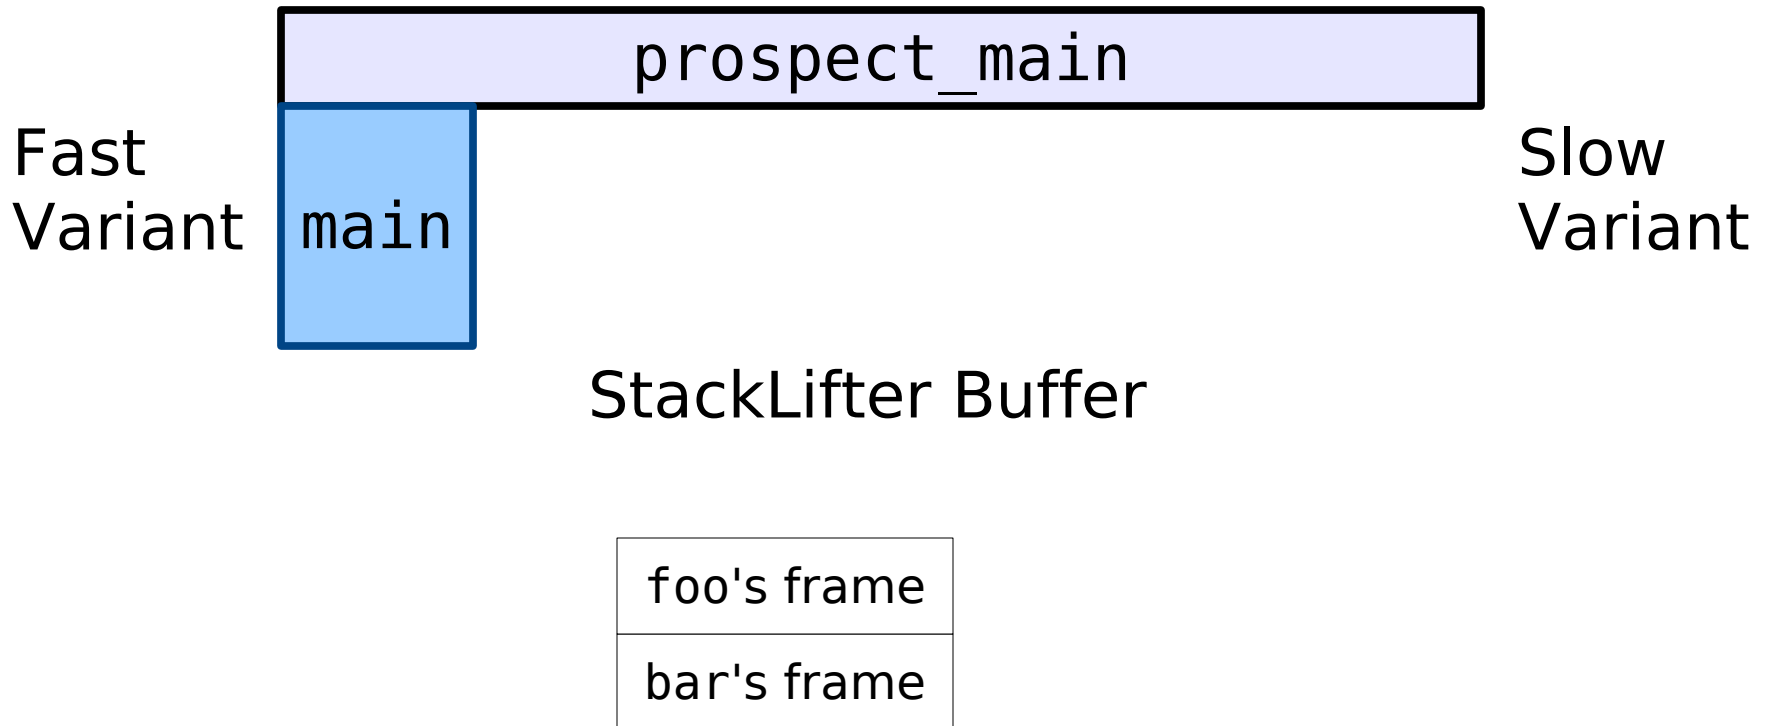 prospect_main
Fast
Variant
main
Slow
Variant
StackLifter Buffer
foo's frame
bar's frame